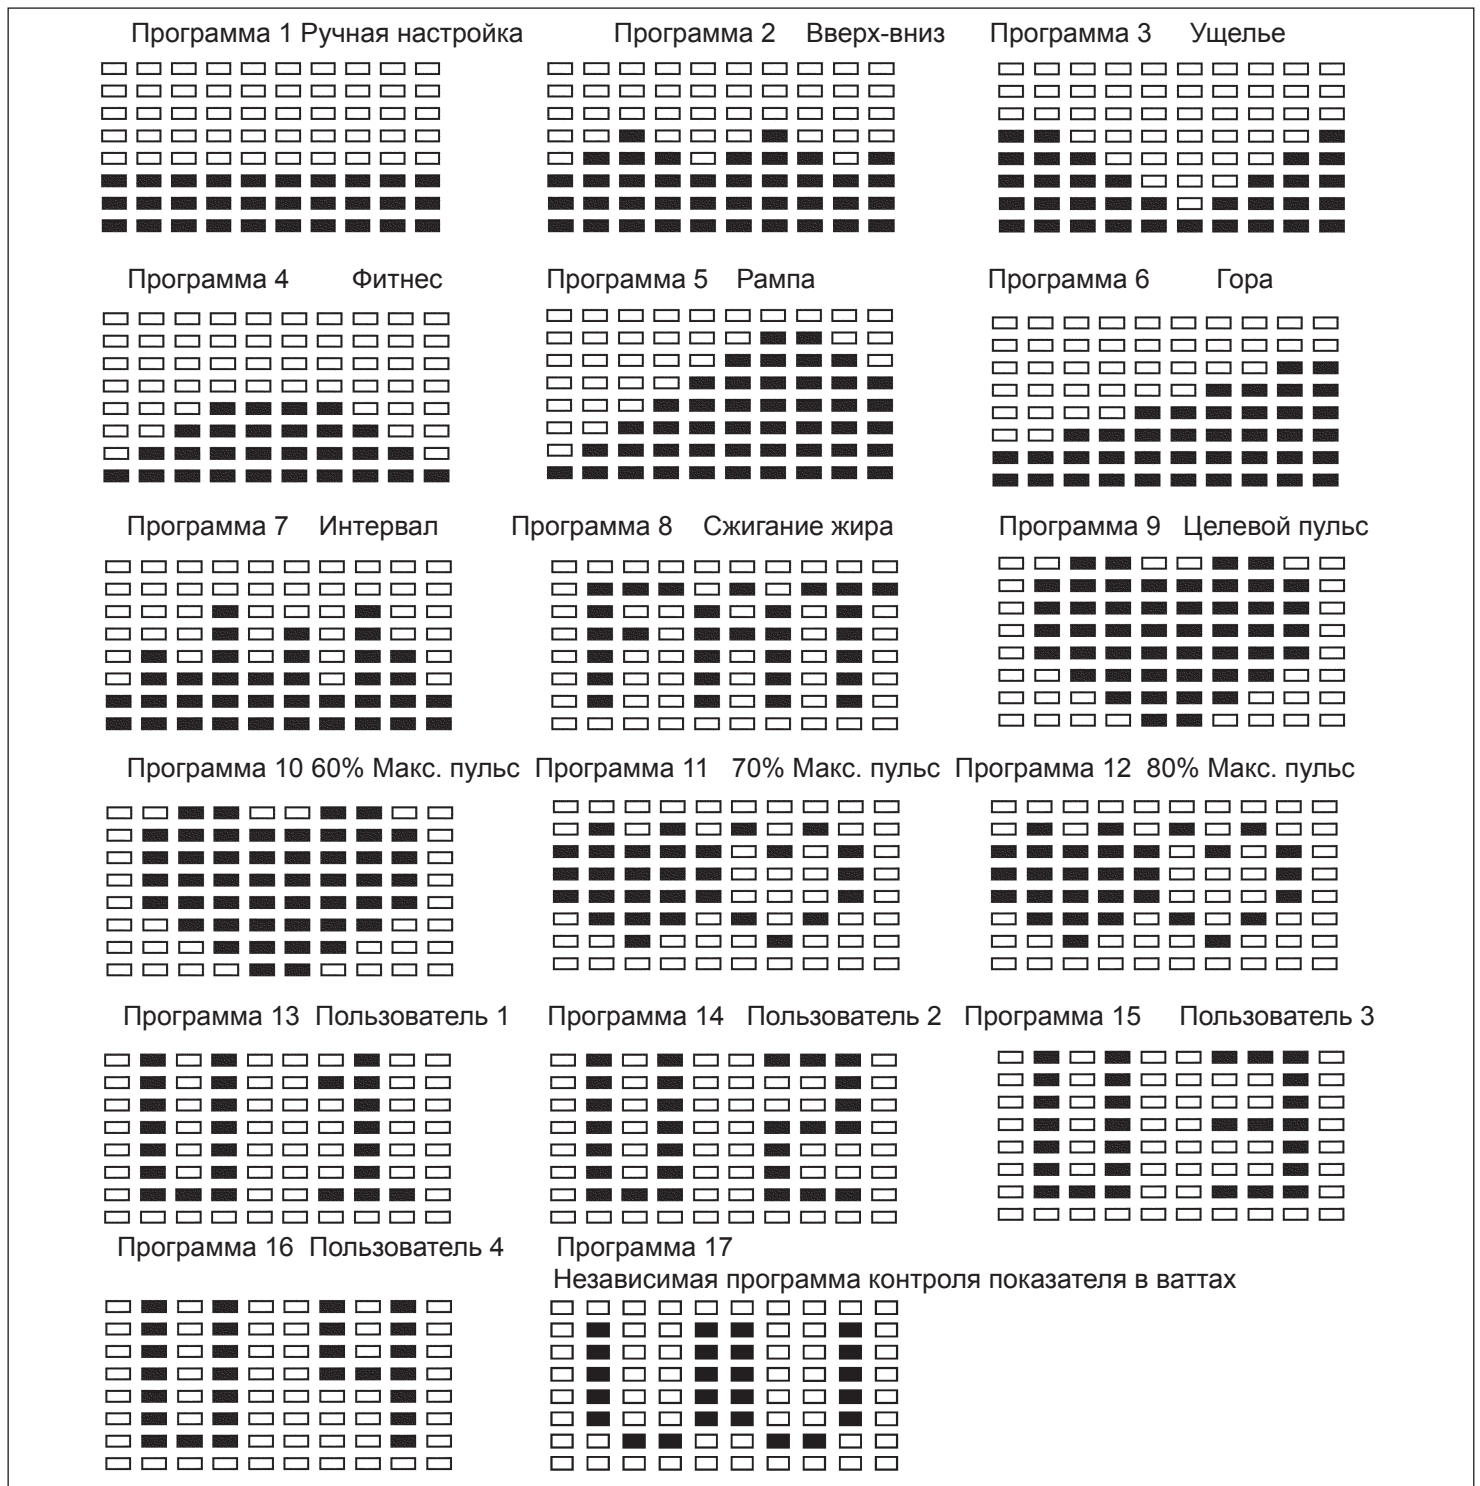 Программа 1 Ручная настройка
Программа 2 Вверх-вниз
Программа 3 Ущелье
Программа 4 Фитнес
Программа 5 Рампа
Программа 6 Гора
Программа 7 Интервал
Программа 8 Сжигание жира
Программа 9 Целевой пульс
Программа 10 60% Макс. пульс
Программа 11 70% Макс. пульс
Программа 12 80% Макс. пульс
Программа 13 Пользователь 1
Программа 14 Пользователь 2
Программа 15 Пользователь 3
Программа 16 Пользователь 4
Программа 17
Независимая программа контроля показателя в ваттах